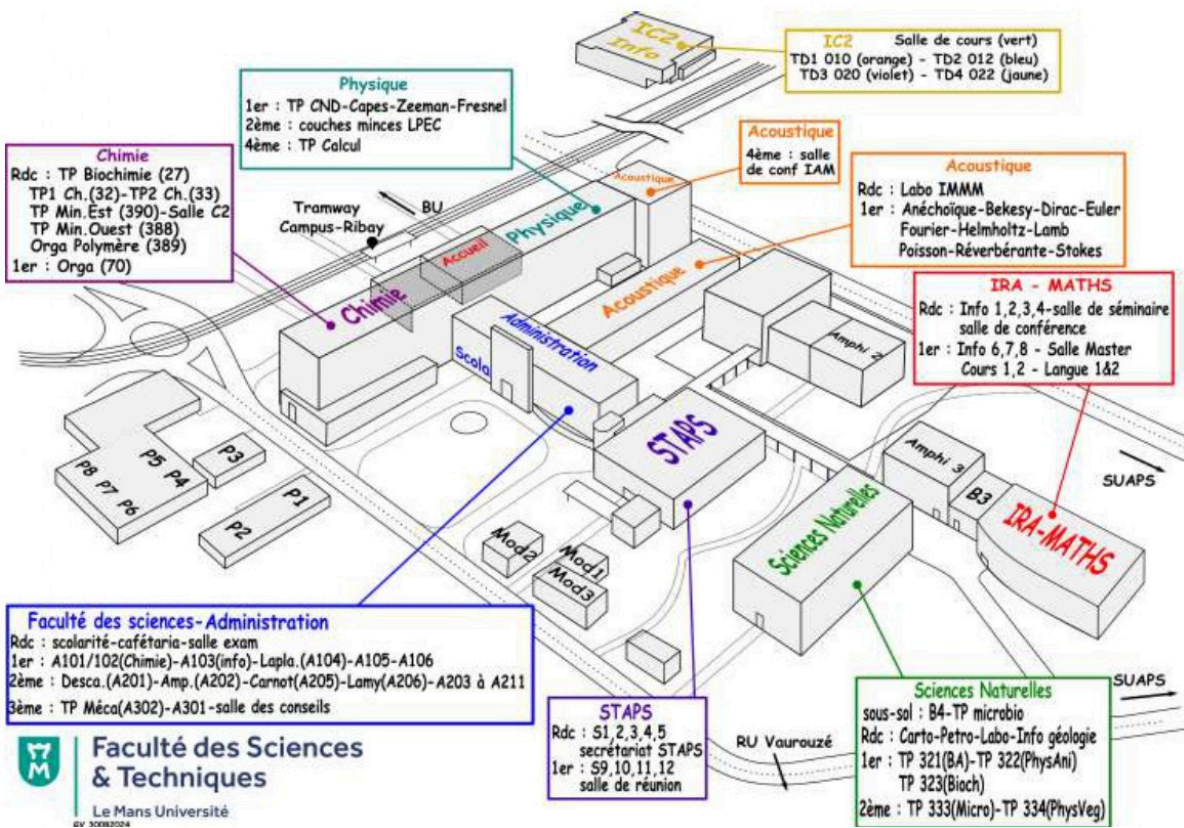 IC2
Info
IC2 Salle de cours (vert)
TD1 010 (orange) - TD2 012 (bleu)
TD3 020 (violet) - TD4 022 (jaune)
Physique
1er : TP CND-Capes-Zeeman-Fresnel
2ème : couches minces LPEC
4ème : TP Calcul
Acoustique
4ème : salle
de conf IAM
Chimie
Rdc : TP Biochimie (27)
TP1 Ch.(32)-TP2 Ch.(33)
TP Min.Est (390)-Salle C2
TP Min.Ouest (388)
Orga Polymère (389)
1er : Orga (70)
Acoustique
Rdc : Labo IMMM
1er : Anéchoïque-Bekesy-Dirac-Euler
Fourier-Helmholtz-Lamb
Poisson-Réverbérante-Stokes
BU
Tramway
Campus-Ribay
Acoustique
Physique
Accueil
Chimie
Acoustique
Administration
Scola
Amphi 2
IRA - MATHS
Rdc : Info 1,2,3,4-salle de séminaire
salle de conférence
1er : Info 6,7,8 - Salle Master
Cours 1,2 - Langue 1&2
STAPS
Amphi 3
B3
IRA-MATHS
SUAPS
Sciences Naturelles
P8
P7
P6
P5
P4
P3
P1
P2
Mod2
Mod1
Mod3
Faculté des sciences-Administration
Rdc : scolarité-cafétaria-salle exam
1er : A101/102(Chimie)-A103(info)-Lapla.(A104)-A105-A106
2ème : Desca.(A201)-Amp.(A202)-Carnot(A205)-Lamy(A206)-A203 à A211
3ème : TP Méca(A302)-A301-salle des conseils
STAPS
Rdc : S1,2,3,4,5
secrétariat STAPS
1er : S9,10,11,12
salle de réunion
RU Vaurouzé
SUAPS
Sciences Naturelles
sous-sol : B4-TP microbio
Rdc : Carto-Petro-Labo-Info géologie
1er : TP 321(BA)-TP 322(PhysAni)
TP 323(Bioch)
2ème : TP 333(Micro)-TP 334(PhysVeg)
Faculté des Sciences
& Techniques
Le Mans Université